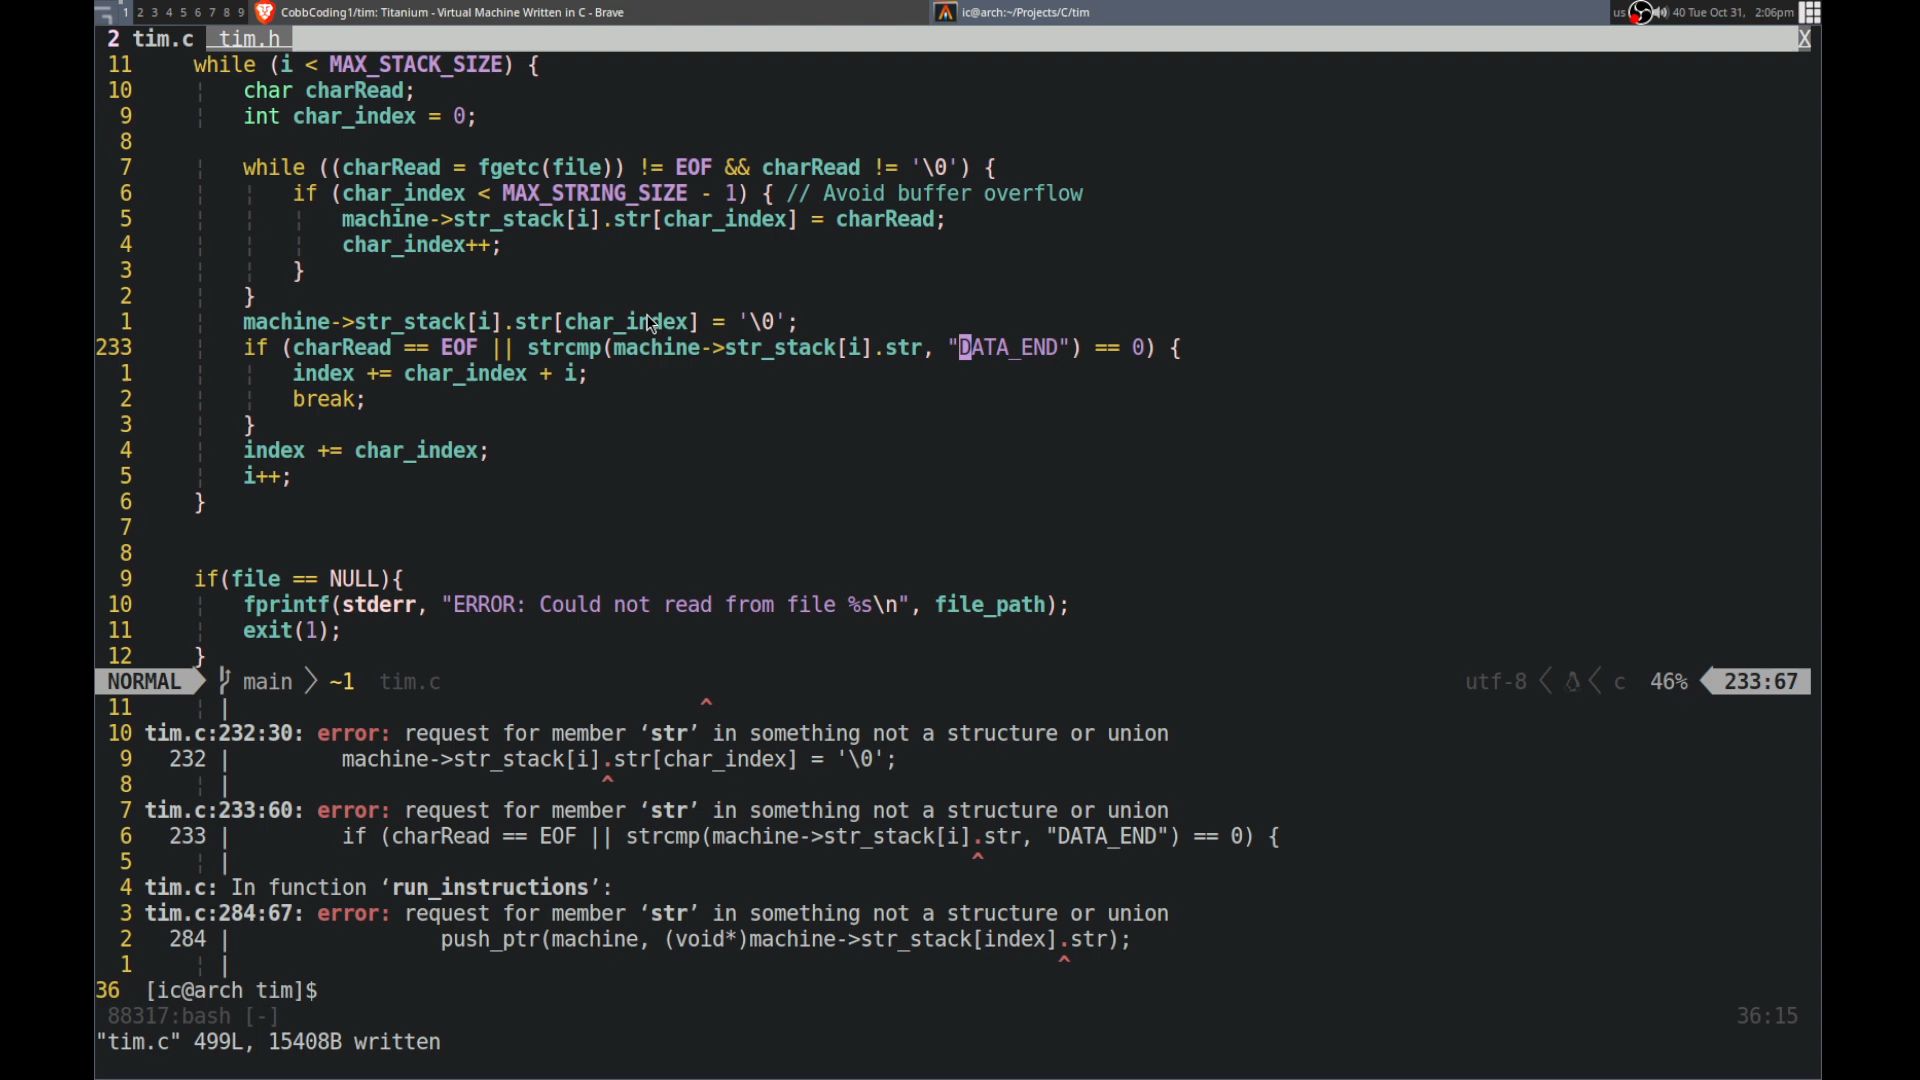 1 2 3 4 5 6 7 8 9 CobbCoding1/tim: Titanium - Virtual Machine Written in C - Brave ic@arch:~/Projects/C/tim us 40 Tue Oct 31, 2:06pm
2 tim.c tim.h X
11 while (i < MAX_STACK_SIZE) {
10 char charRead;
9 int char_index = 0;
8
7 while ((charRead = fgetc(file)) != EOF && charRead != '\0') {
6 if (char_index < MAX_STRING_SIZE - 1) { // Avoid buffer overflow
5 machine->str_stack[i].str[char_index] = charRead;
4 char_index++;
3 }
2 }
1 machine->str_stack[i].str[char_index] = '\0';
233 if (charRead == EOF || strcmp(machine->str_stack[i].str, "DATA_END") == 0) {
1 index += char_index + i;
2 break;
3 }
4 index += char_index;
5 i++;
6 }
7
8
9 if(file == NULL){
10 fprintf(stderr, "ERROR: Could not read from file %s\n", file_path);
11 exit(1);
12 }
NORMAL main ~1 tim.c utf-8 c 46% 233:67
11 | ^
10 tim.c:232:30: error: request for member ‘str’ in something not a structure or union
9 232 | machine->str_stack[i].str[char_index] = '\0';
8 | ^
7 tim.c:233:60: error: request for member ‘str’ in something not a structure or union
6 233 | if (charRead == EOF || strcmp(machine->str_stack[i].str, "DATA_END") == 0) {
5 | ^
4 tim.c: In function ‘run_instructions’:
3 tim.c:284:67: error: request for member ‘str’ in something not a structure or union
2 284 | push_ptr(machine, (void*)machine->str_stack[index].str);
1 | ^
36 [ic@arch tim]$
88317:bash [-] 36:15
"tim.c" 499L, 15408B written